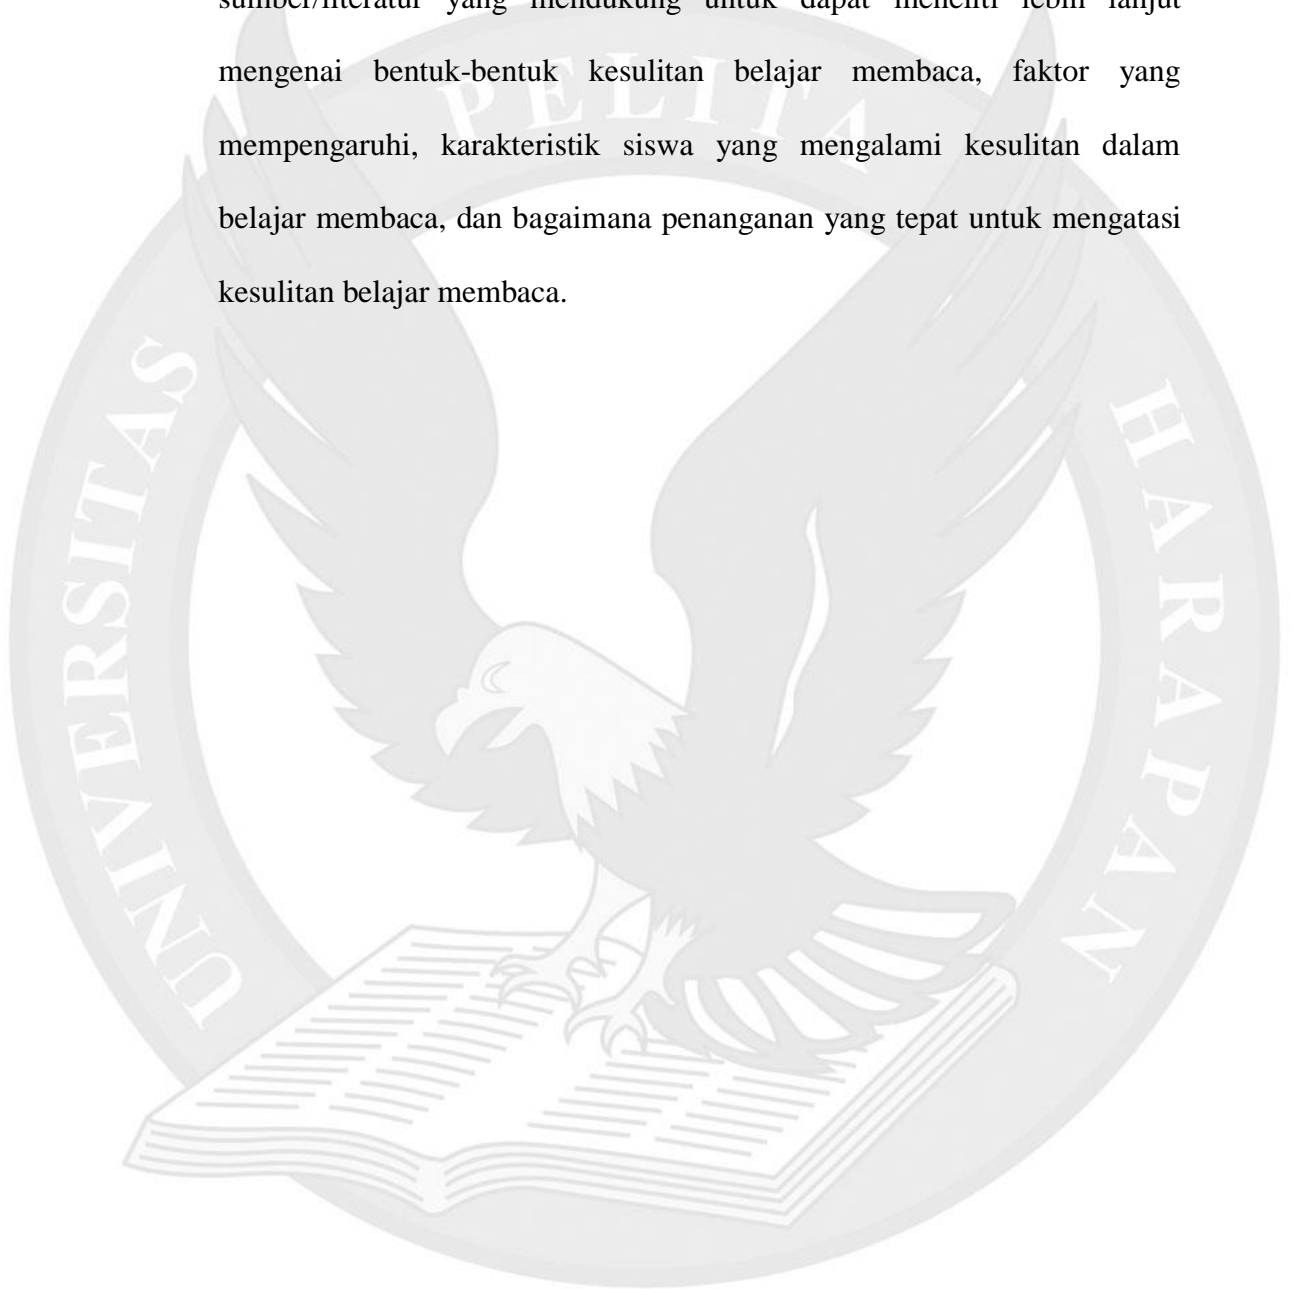 sumber/literatur yang mendukung untuk dapat meneliti lebih lanjut
mengenai bentuk-bentuk kesulitan belajar membaca, faktor yang
mempengaruhi, karakteristik siswa yang mengalami kesulitan dalam
belajar membaca, dan bagaimana penanganan yang tepat untuk mengatasi
kesulitan belajar membaca.
UNIVERSITAS PELITA HARAPAN